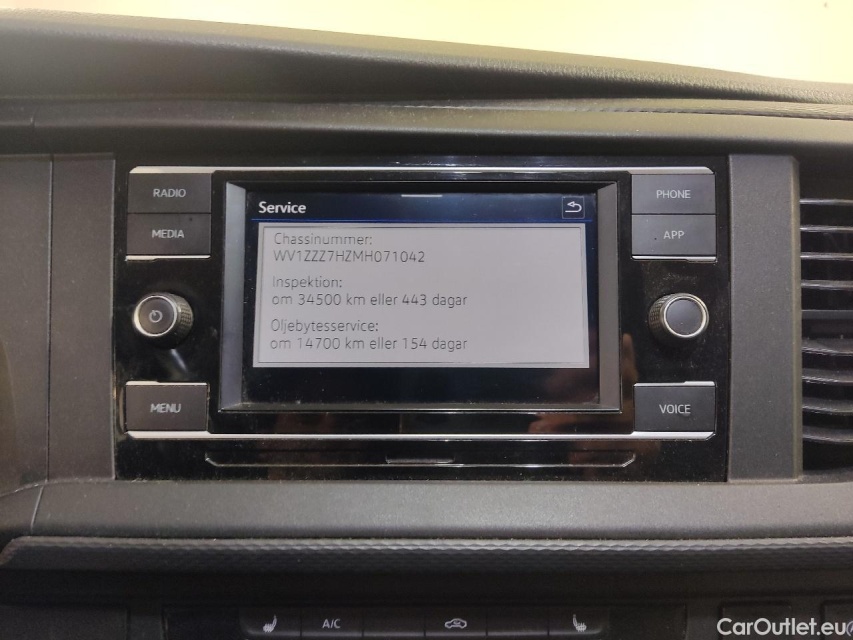 RADIO
MEDIA
MENU
Service
Chassinummer:
WV1ZZZ7HZMH071042
Inspektion:
om 34500 km eller 443 dagar
Oljebytesservice:
om 14700 km eller 154 dagar
PHONE
APP
VOICE
A/C
CarOutlet.eu